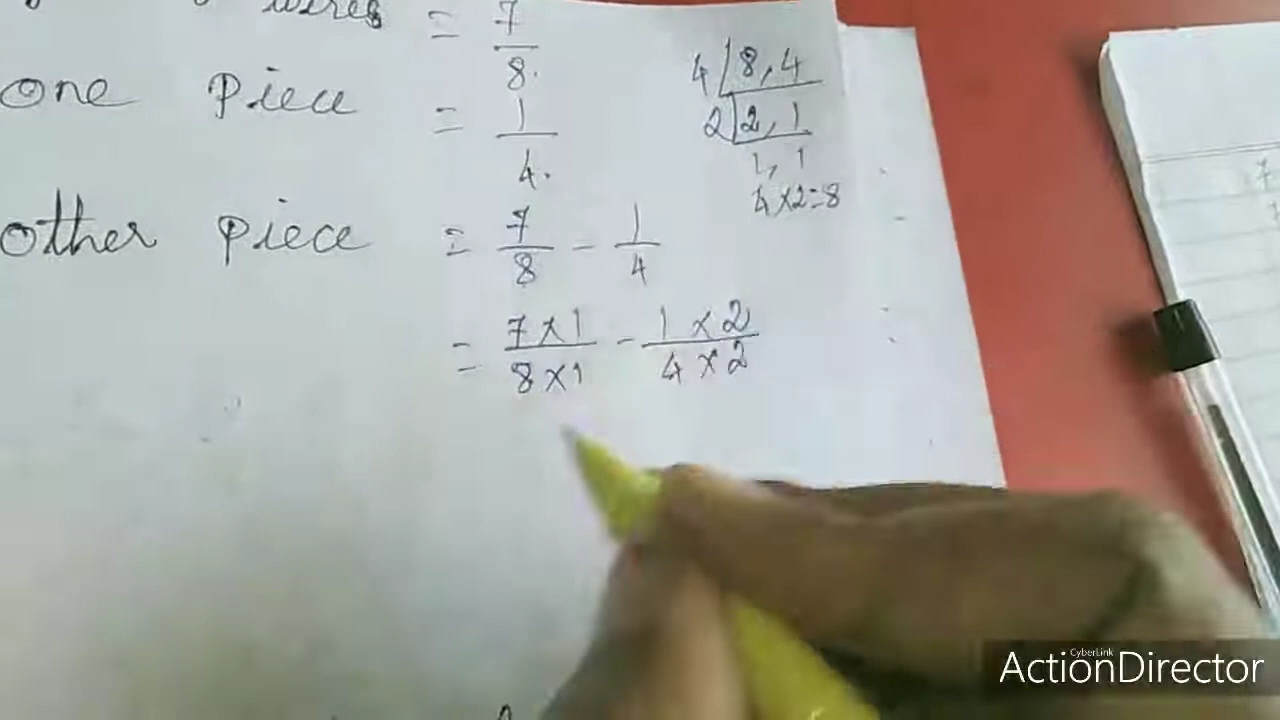 wires = 7/8.
one piece = 1/4.
other piece = 7/8 - 1/4
= 7×1/8×1 - 1×2/4×2
4 | 8, 4
2 | 2, 1
1, 1
4×2=8
CyberLink
ActionDirector